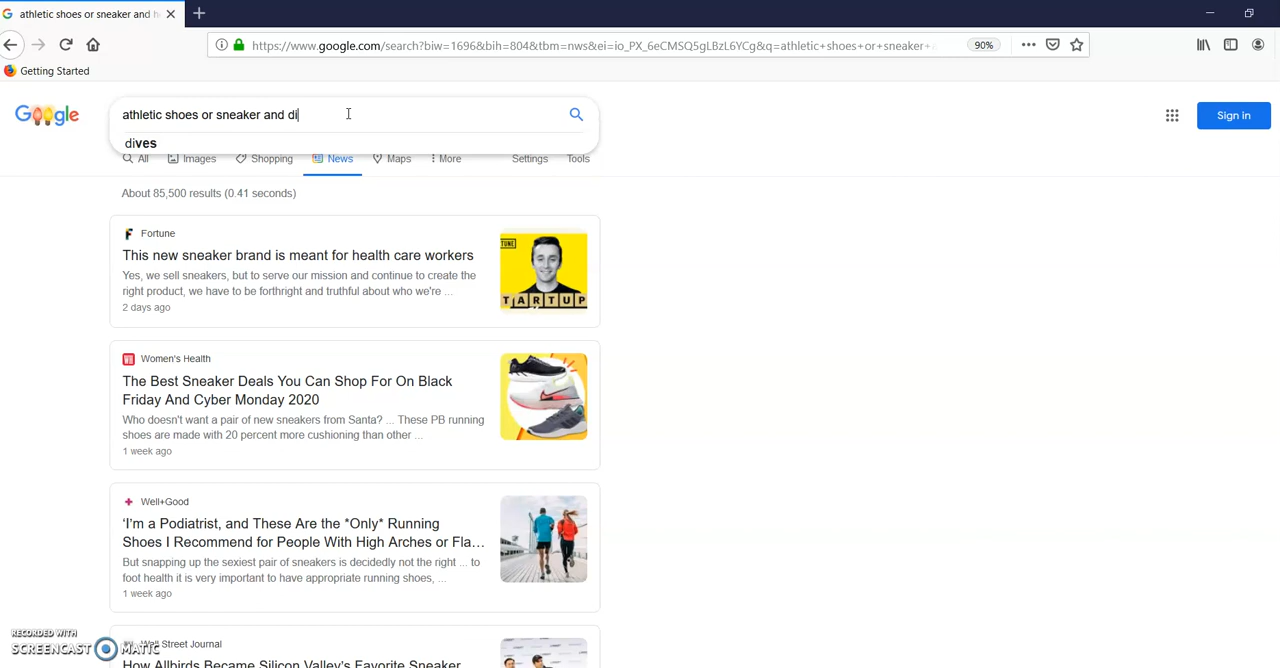 athletic shoes or sneaker and h
https://www.google.com/search?biw=1696&bih=804&tbm=nws&ei=io_PX_6eCMSQ5gLBzL6YCg&q=athletic+shoes+or+sneaker+
90%
Getting Started
Google
athletic shoes or sneaker and di
dives
Sign in
All
Images
Shopping
News
Maps
More
Settings
Tools
About 85,500 results (0.41 seconds)
Fortune
This new sneaker brand is meant for health care workers
Yes, we sell sneakers, but to serve our mission and continue to create the
right product, we have to be forthright and truthful about who we're ...
2 days ago
TUNE
TARTUP
Women's Health
The Best Sneaker Deals You Can Shop For On Black
Friday And Cyber Monday 2020
Who doesn't want a pair of new sneakers from Santa? ... These PB running
shoes are made with 20 percent more cushioning than other ...
1 week ago
Well+Good
‘I’m a Podiatrist, and These Are the *Only* Running
Shoes I Recommend for People With High Arches or Fla…
But snapping up the sexiest pair of sneakers is decidedly not the right ... to
foot health it is very important to have appropriate running shoes, ...
1 week ago
Wall Street Journal
How Allbirds Became Silicon Valley's Favorite Sneaker
RECORDED WITH
SCREENCAST MATIC